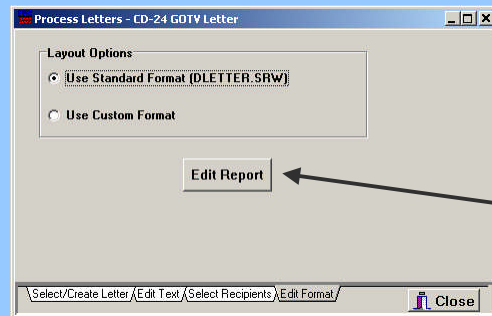 Process Letters - CD-24 GOTV Letter
Layout Options
Use Standard Format (DLETTER.SRW)
Use Custom Format
Edit Report
Select/Create Letter Edit Text Select Recipients Edit Format
Close